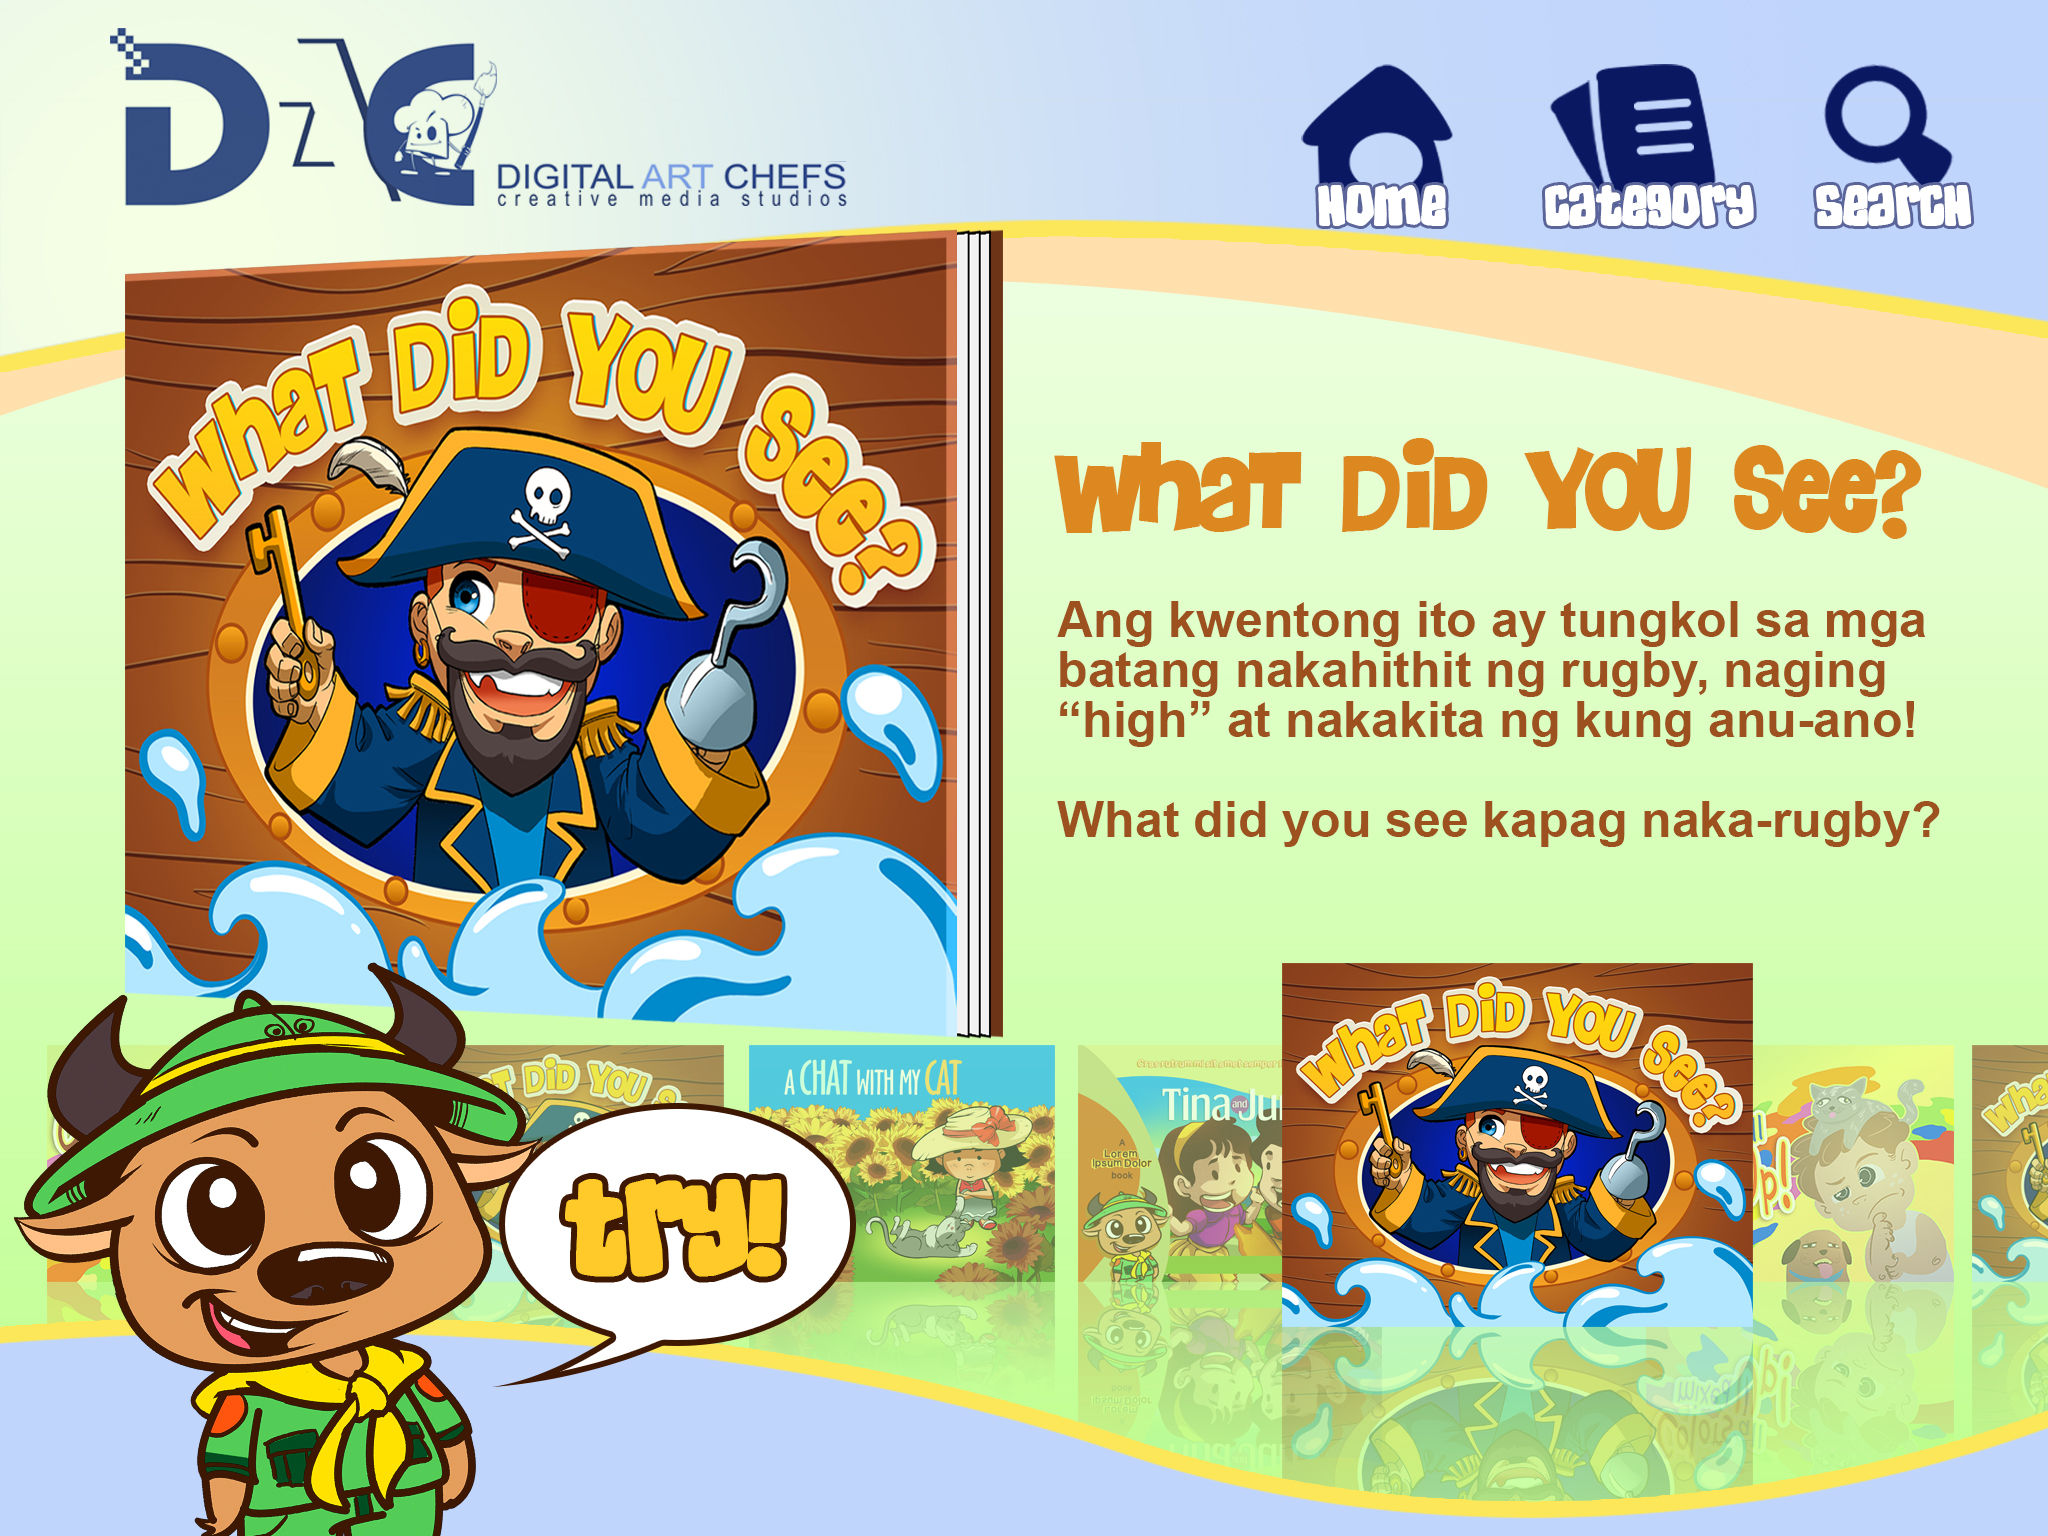 DzC
DIGITAL ART CHEFS
creative media studios
Home
Category
Search
What Did You See?
What Did You See?
Ang kwentong ito ay tungkol sa mga
batang nakahithit ng rugby, naging
“high” at nakakita ng kung anu-ano!
What did you see kapag naka-rugby?
try!
DiD YOU
A CHAT WITH MY CAT
Tina and Ju
A
Lorem
Ipsum Dolor
book
What Did You See?